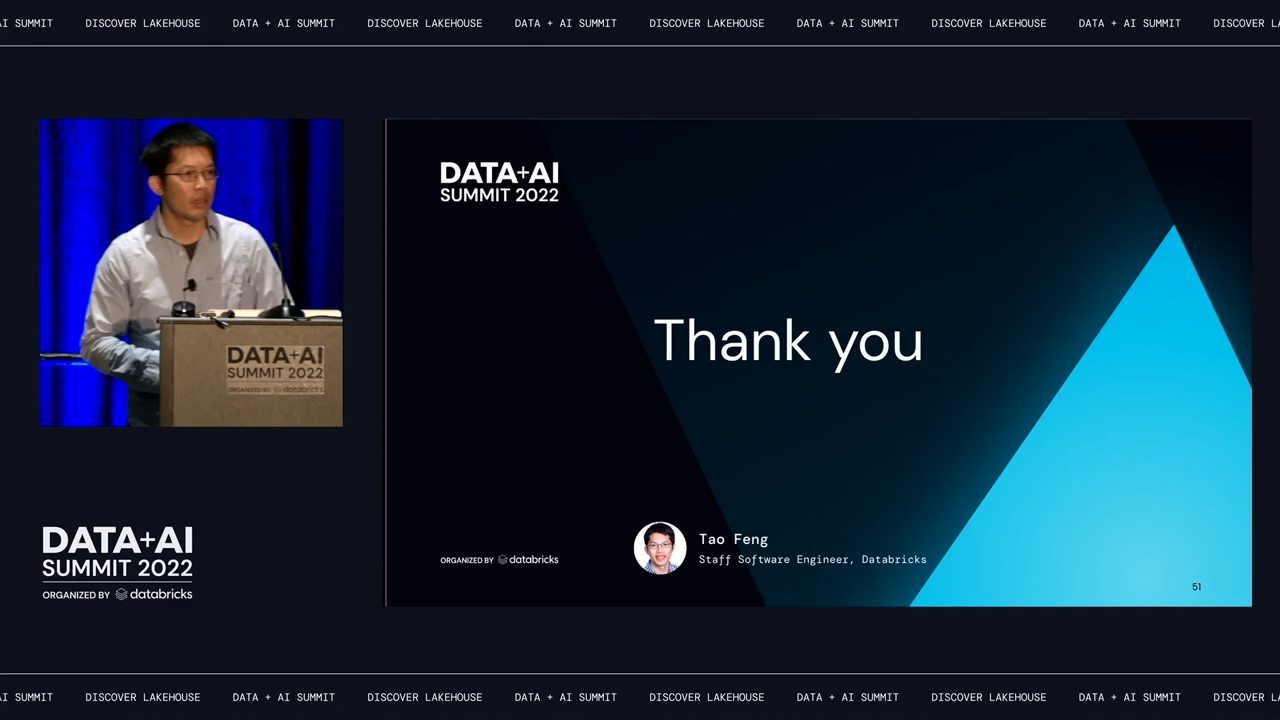 AI SUMMIT DISCOVER LAKEHOUSE DATA + AI SUMMIT DISCOVER LAKEHOUSE DATA + AI SUMMIT DISCOVER LAKEHOUSE DATA + AI SUMMIT DISCOVER LAKEHOUSE DATA + AI SUMMIT DISCOVER
DATA+AI
SUMMIT 2022
Thank you
DATA+AI
SUMMIT 2022
ORGANIZED BY databricks
Tao Feng
Staff Software Engineer, Databricks
ORGANIZED BY databricks
51
DATA+AI
SUMMIT 2022
ORGANIZED BY databricks
AI SUMMIT DISCOVER LAKEHOUSE DATA + AI SUMMIT DISCOVER LAKEHOUSE DATA + AI SUMMIT DISCOVER LAKEHOUSE DATA + AI SUMMIT DISCOVER LAKEHOUSE DATA + AI SUMMIT DISCOVER